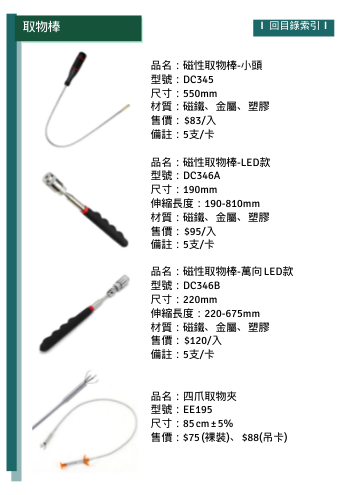 取物棒
I 回目錄索引 I
品名：磁性取物棒-小頭
型號：DC345
尺寸：550mm
材質：磁鐵、金屬、塑膠
售價： $83/入
備註：5支/卡
品名：磁性取物棒-LED款
型號：DC346A
尺寸：190mm
伸縮長度：190-810mm
材質：磁鐵、金屬、塑膠
售價： $95/入
備註：5支/卡
品名：磁性取物棒-萬向LED款
型號：DC346B
尺寸：220mm
伸縮長度：220-675mm
材質：磁鐵、金屬、塑膠
售價： $120/入
備註：5支/卡
品名：四爪取物夾
型號：EE195
尺寸：85cm±5%
售價：$75(裸裝)、 $88(吊卡)